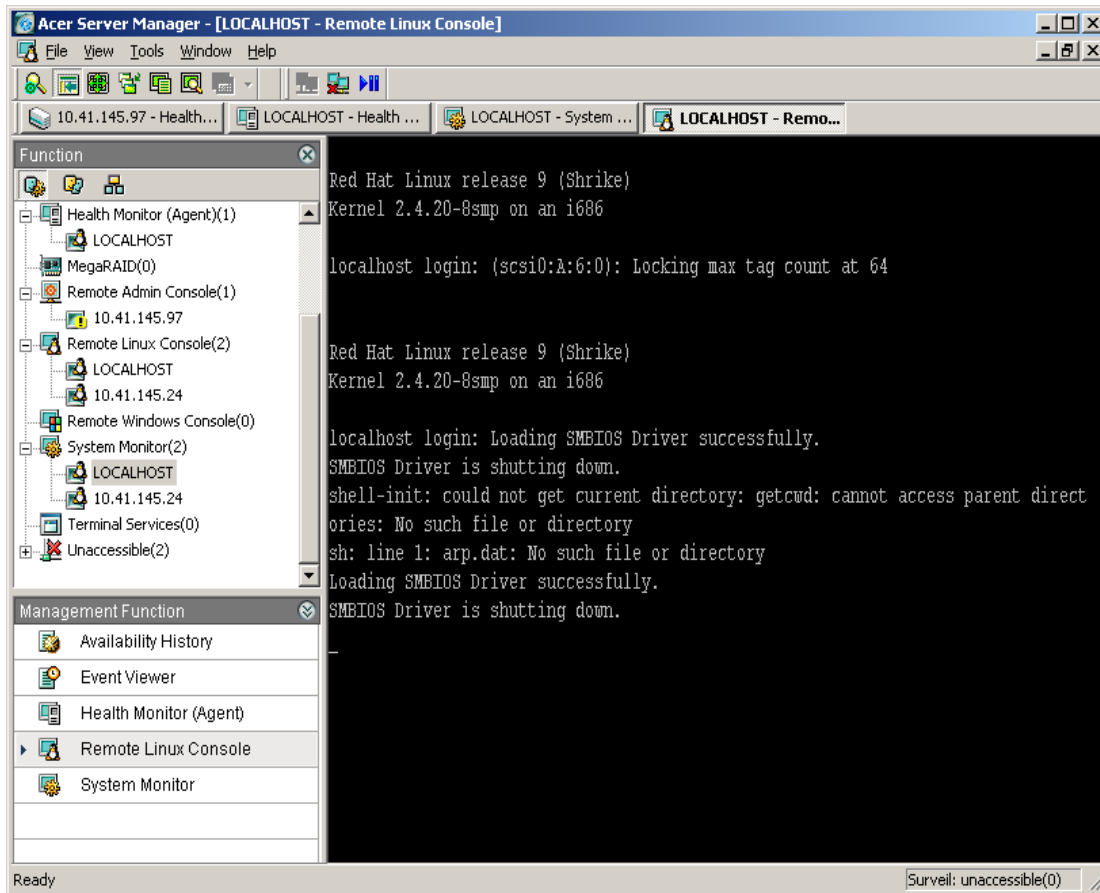 Acer Server Manager - [LOCALHOST - Remote Linux Console]
File View Tools Window Help
10.41.145.97 - Health... LOCALHOST - Health ... LOCALHOST - System ... LOCALHOST - Remo...
Function
Health Monitor (Agent)(1)
LOCALHOST
MegaRAID(0)
Remote Admin Console(1)
10.41.145.97
Remote Linux Console(2)
LOCALHOST
10.41.145.24
Remote Windows Console(0)
System Monitor(2)
LOCALHOST
10.41.145.24
Terminal Services(0)
Unaccessible(2)
Management Function
Availability History
Event Viewer
Health Monitor (Agent)
Remote Linux Console
System Monitor
Red Hat Linux release 9 (Shrike)
Kernel 2.4.20-8smp on an i686
localhost login: (scsi0:A:6:0): Locking max tag count at 64
Red Hat Linux release 9 (Shrike)
Kernel 2.4.20-8smp on an i686
localhost login: Loading SMBIOS Driver successfully.
SMBIOS Driver is shutting down.
shell-init: could not get current directory: getcwd: cannot access parent direct
ories: No such file or directory
sh: line 1: arp.dat: No such file or directory
Loading SMBIOS Driver successfully.
SMBIOS Driver is shutting down.
_
Ready
Surveil: unaccessible(0)